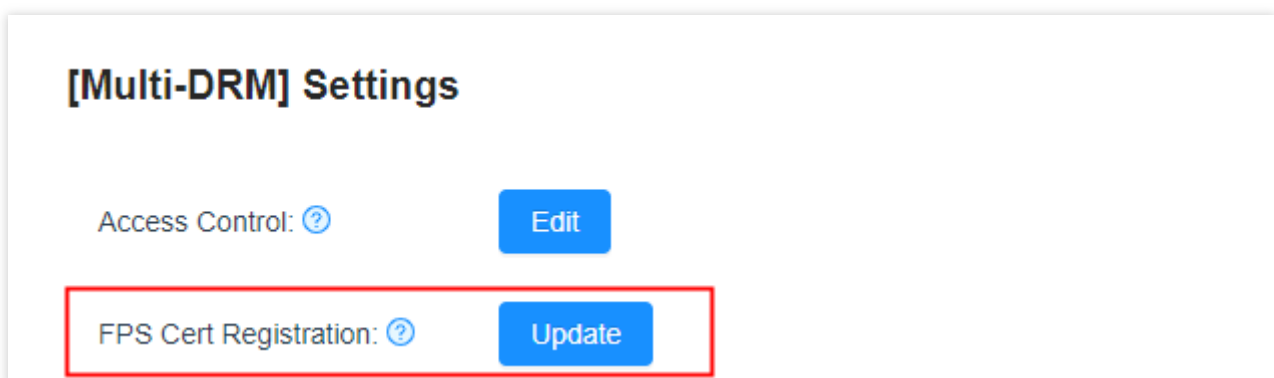 [Multi-DRM] Settings
Access Control: ? Edit
FPS Cert Registration: ? Update